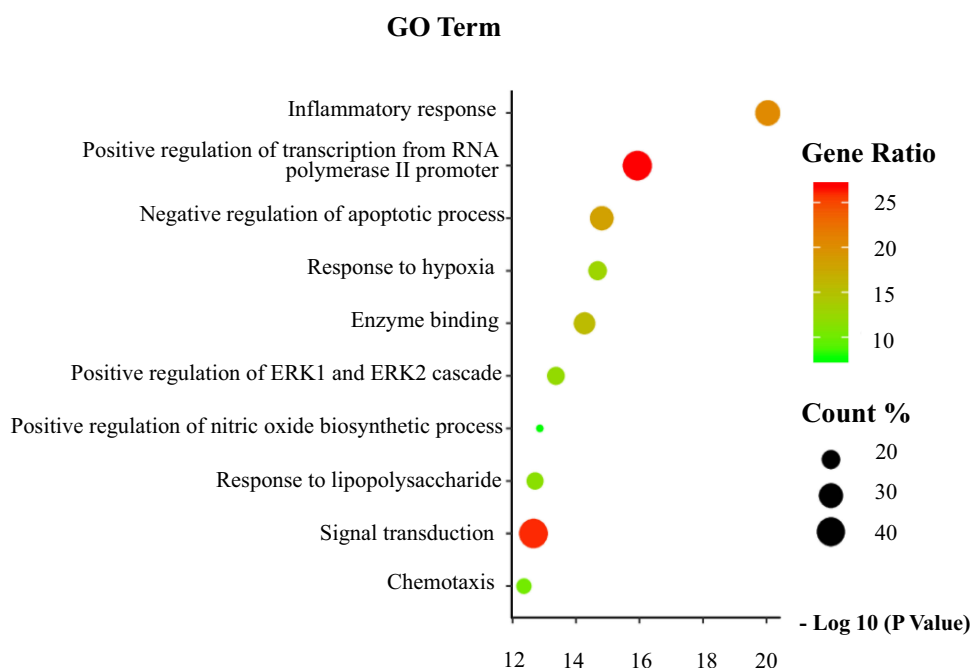 GO Term
Inflammatory response
Positive regulation of transcription from RNA
polymerase II promoter
Negative regulation of apoptotic process
Response to hypoxia
Enzyme binding
Positive regulation of ERK1 and ERK2 cascade
Positive regulation of nitric oxide biosynthetic process
Response to lipopolysaccharide
Signal transduction
Chemotaxis
12 14 16 18 20
- Log 10 (P Value)
Gene Ratio
25
20
15
10
Count %
20
30
40